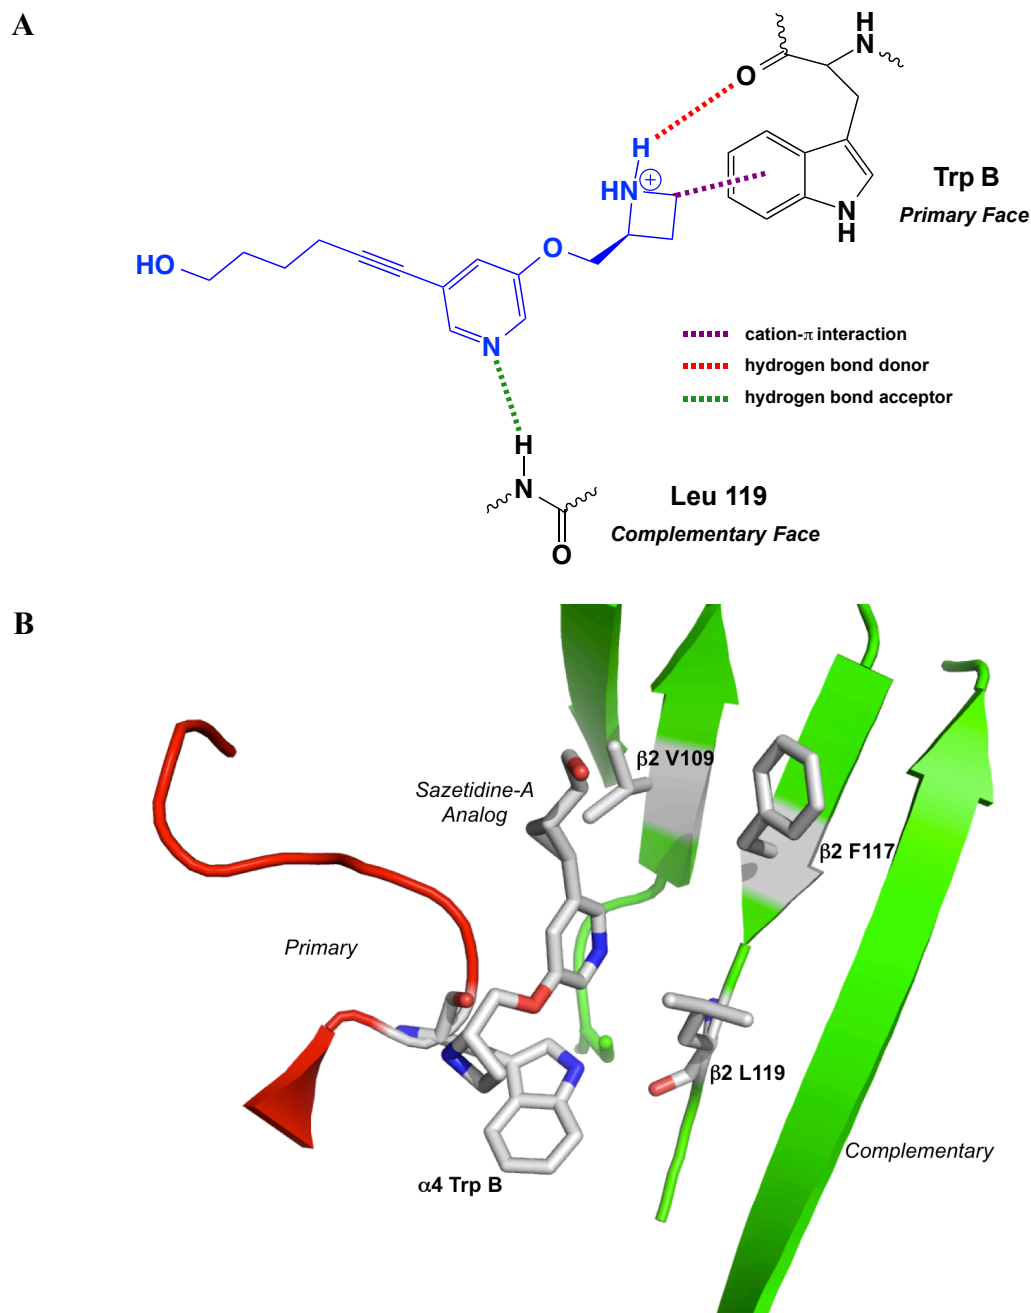 A
H
N
O
H
HN
+
N
H
Trp B
Primary Face
HO
O
N
cation-π interaction
hydrogen bond donor
hydrogen bond acceptor
H
N
O
Leu 119
Complementary Face
B
β2 V109
Sazetidine-A
Analog
β2 F117
Primary
β2 L119
Complementary
α4 Trp B